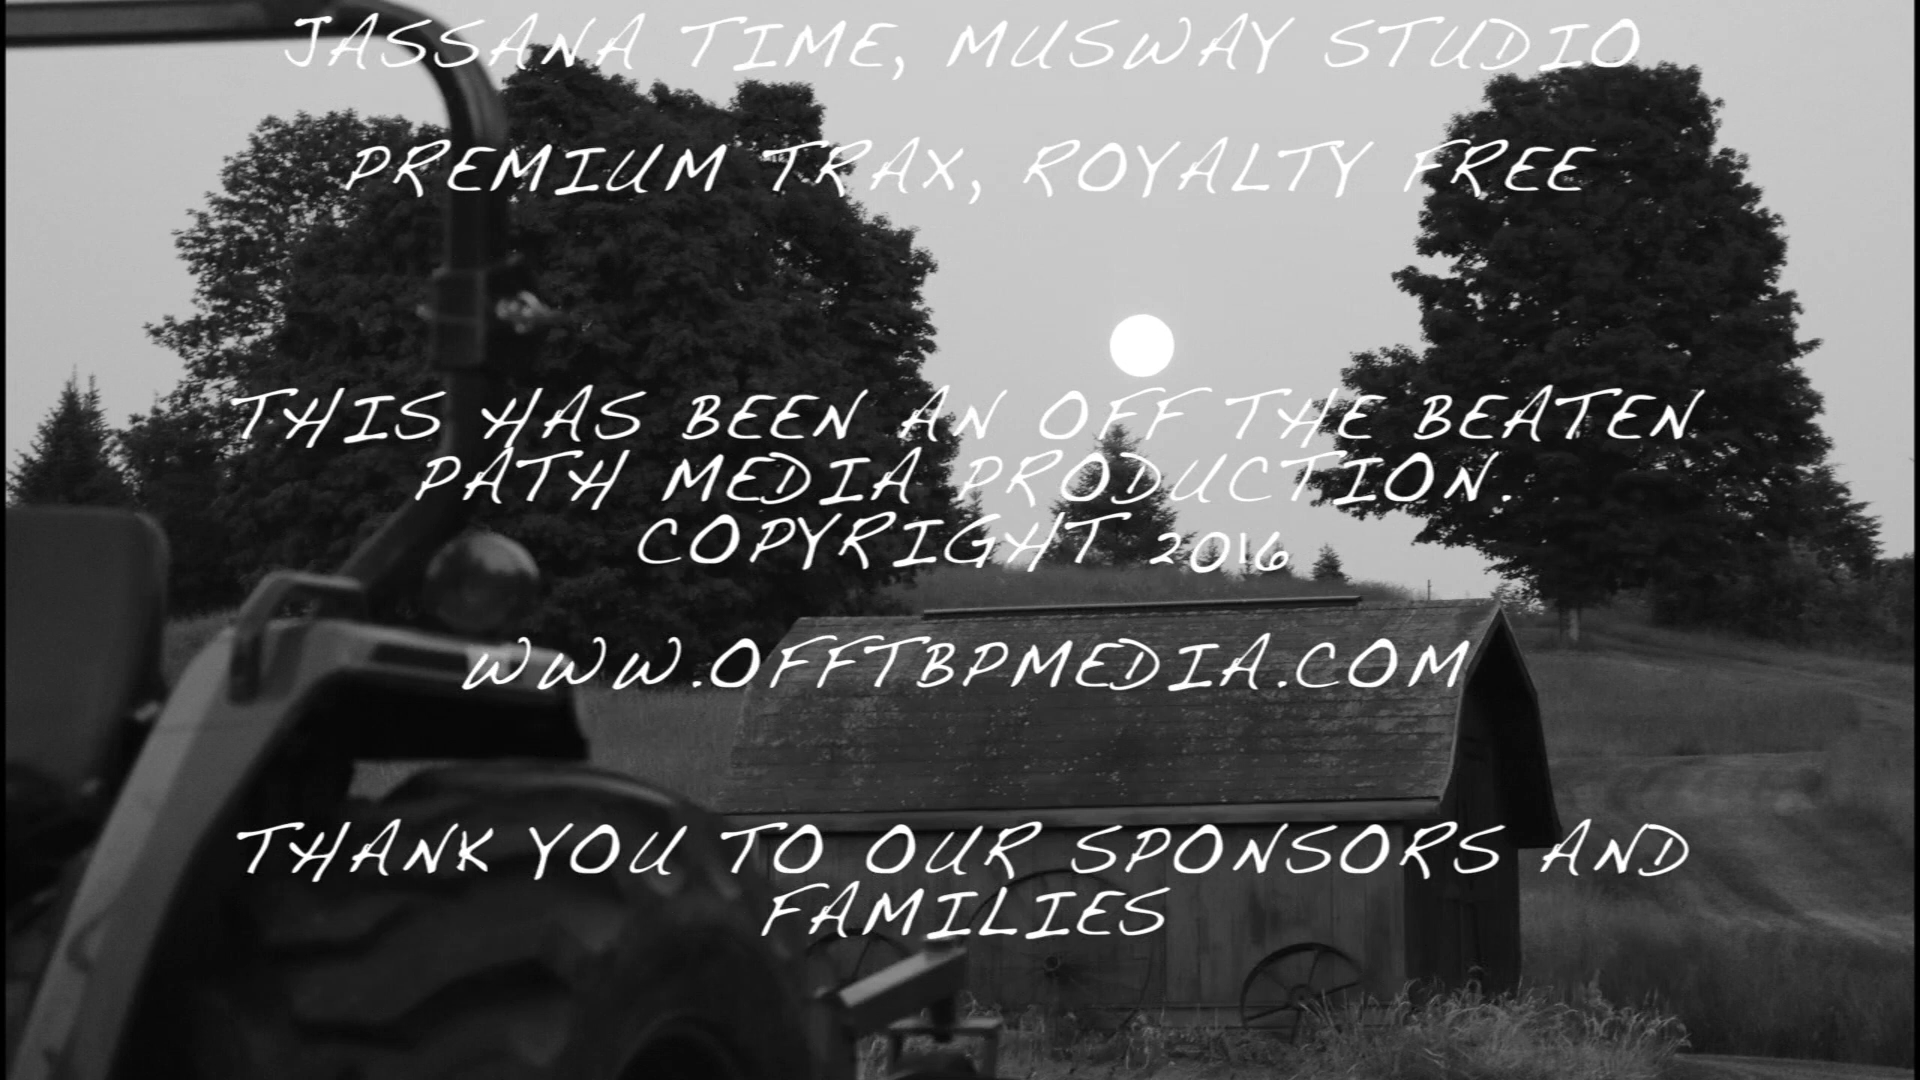 JASSANA TIME, MUSWAY STUDIO
PREMIUM TRAX, ROYALTY FREE
THIS HAS BEEN AN OFF THE BEATEN
PATH MEDIA PRODUCTION.
COPYRIGHT 2016
WWW.OFFTBPMEDIA.COM
THANK YOU TO OUR SPONSORS AND
FAMILIES